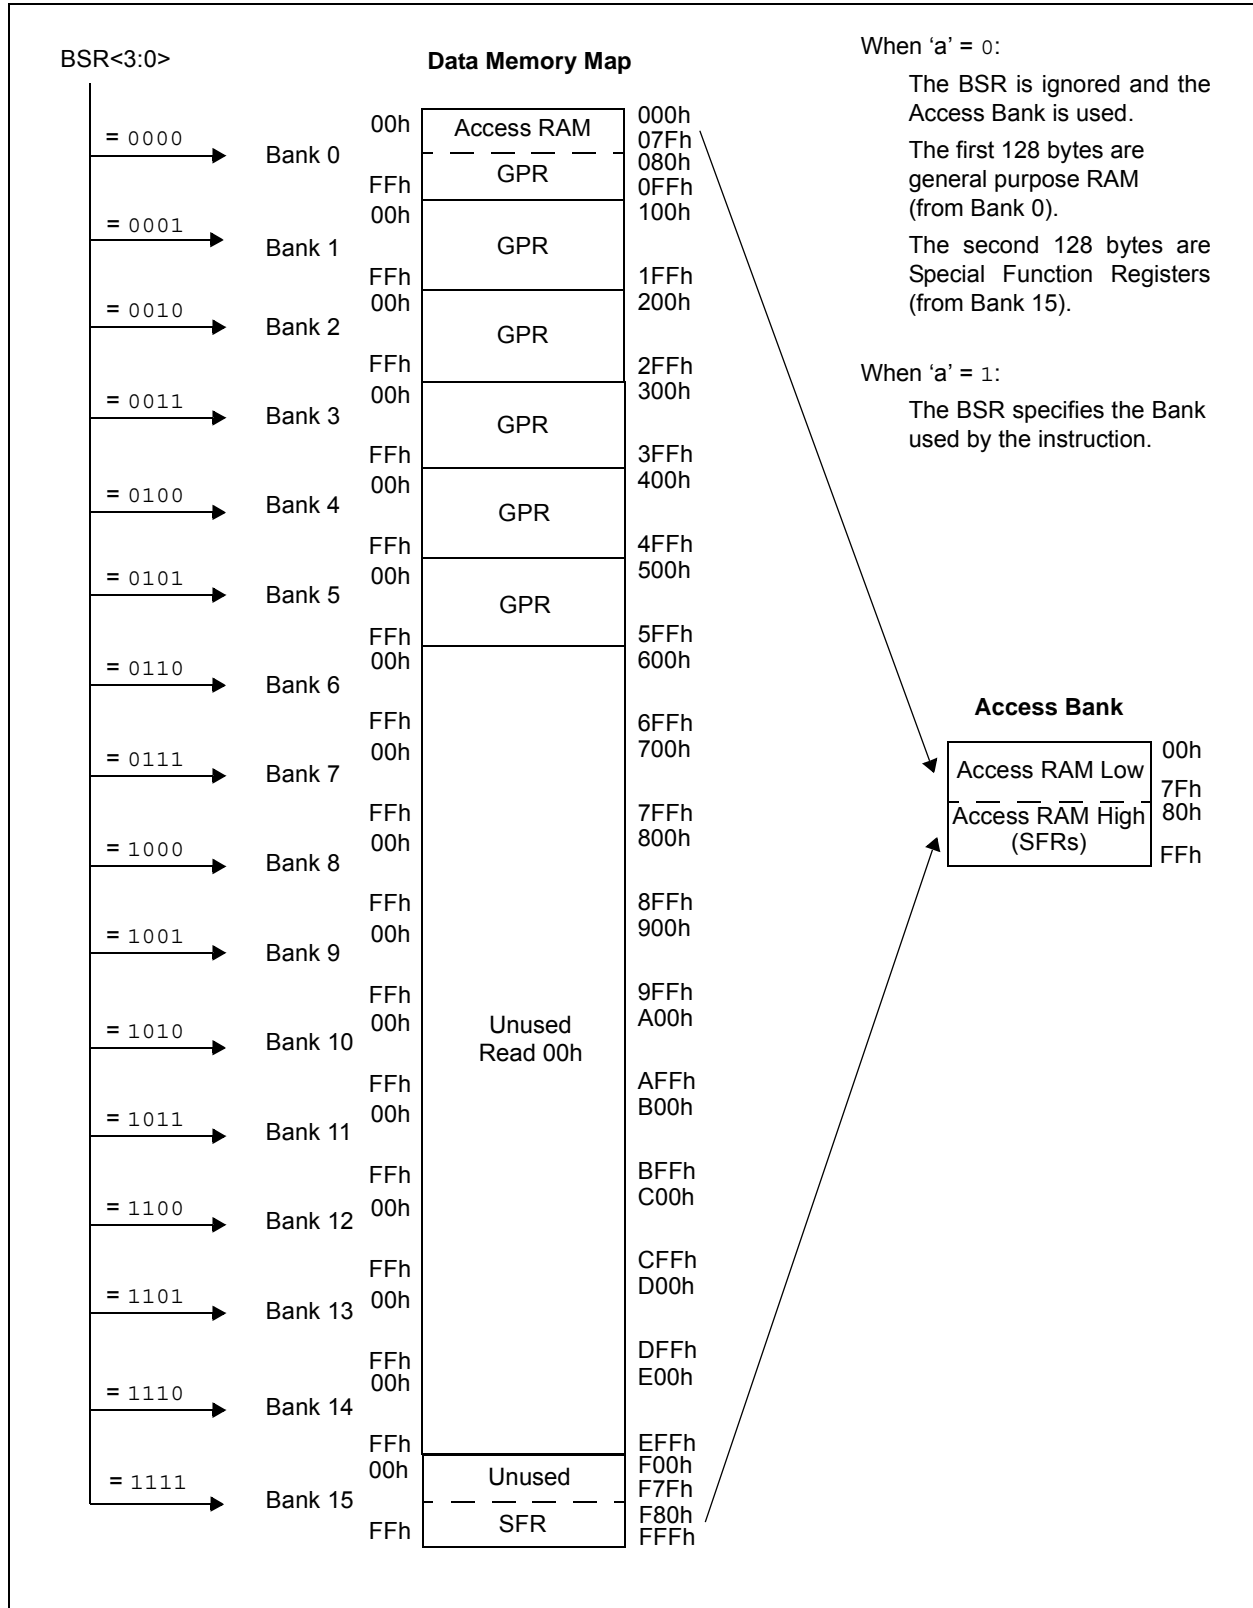 BSR<3:0>
Data Memory Map
When ‘a’ = 0:
The BSR is ignored and the
Access Bank is used.
The first 128 bytes are
general purpose RAM
(from Bank 0).
The second 128 bytes are
Special Function Registers
(from Bank 15).
When ‘a’ = 1:
The BSR specifies the Bank
used by the instruction.
= 0000
Bank 0
00h
Access RAM
000h
07Fh
080h
GPR
FFh
0FFh
= 0001
Bank 1
00h
100h
GPR
FFh
1FFh
= 0010
Bank 2
00h
200h
GPR
FFh
2FFh
= 0011
Bank 3
00h
300h
GPR
FFh
3FFh
= 0100
Bank 4
00h
400h
GPR
FFh
4FFh
= 0101
Bank 5
00h
500h
GPR
FFh
5FFh
= 0110
Bank 6
00h
600h
FFh
6FFh
= 0111
Bank 7
00h
700h
FFh
7FFh
= 1000
Bank 8
00h
800h
FFh
8FFh
= 1001
Bank 9
00h
900h
FFh
9FFh
= 1010
Bank 10
00h
A00h
Unused
Read 00h
FFh
AFFh
= 1011
Bank 11
00h
B00h
FFh
BFFh
= 1100
Bank 12
00h
C00h
FFh
CFFh
= 1101
Bank 13
00h
D00h
FFh
DFFh
= 1110
Bank 14
00h
E00h
FFh
EFFh
= 1111
Bank 15
00h
F00h
Unused
F7Fh
F80h
SFR
FFh
FFFh
Access Bank
Access RAM Low
00h
7Fh
Access RAM High
(SFRs)
80h
FFh